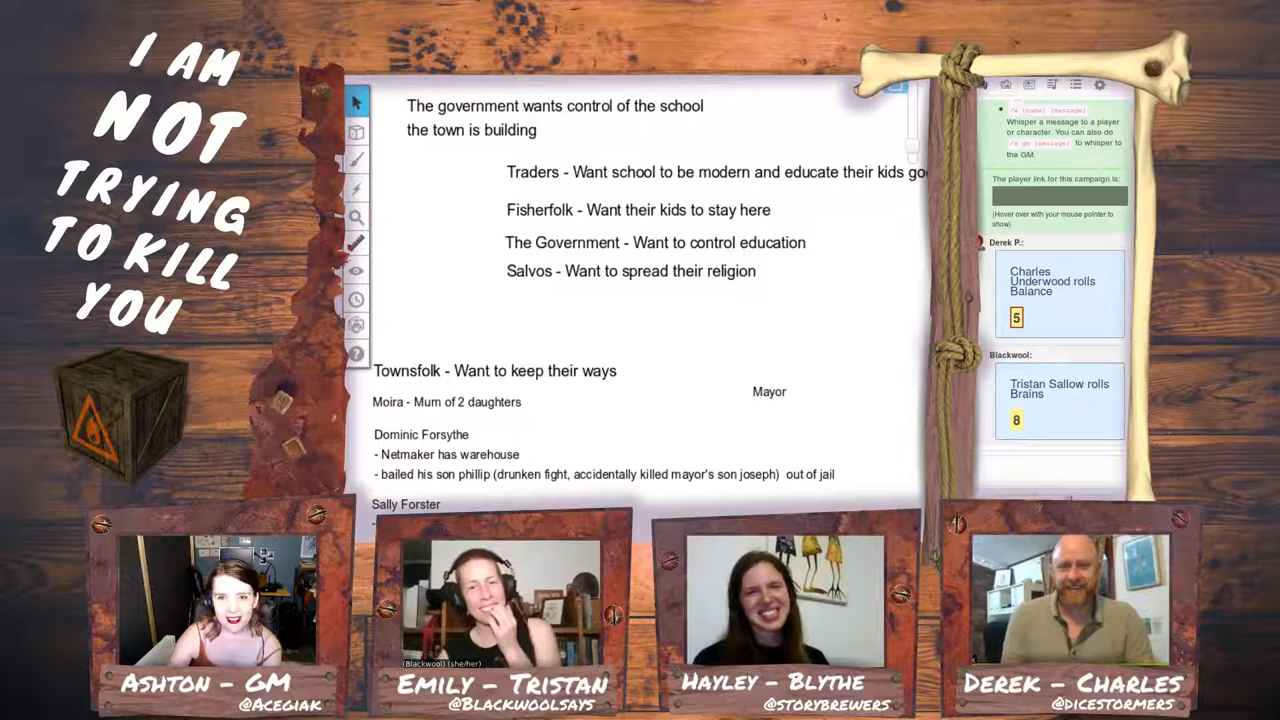 I AM
NOT
TRYING
TO KILL
YOU
The government wants control of the school
the town is building
Traders - Want school to be modern and educate their kids
Fisherfolk - Want their kids to stay here
The Government - Want to control education
Salvos - Want to spread their religion
Townsfolk - Want to keep their ways
Mayor
Moira - Mum of 2 daughters
Dominic Forsythe
- Netmaker has warehouse
- bailed his son phillip (drunken fight, accidentally killed mayor's son joseph) out of jail
Sally Forster
/w [name] [message]
Whisper a message to a player
or character. You can also do
/w gm [message] to whisper to
the GM.
The player link for this campaign is:
(Hover over with your mouse pointer to
show)
Derek P.:
Charles
Underwood rolls
Balance
5
Blackwool:
Tristan Sallow rolls
Brains
8
(Blackwool) (she/her)
ASHTON - GM
@ACEGIAK
EMILY - TRISTAN
@BLACKWOOLSAYS
HAYLEY - BLYTHE
@STORYBREWERS
DEREK - CHARLES
@DICESTORMERS